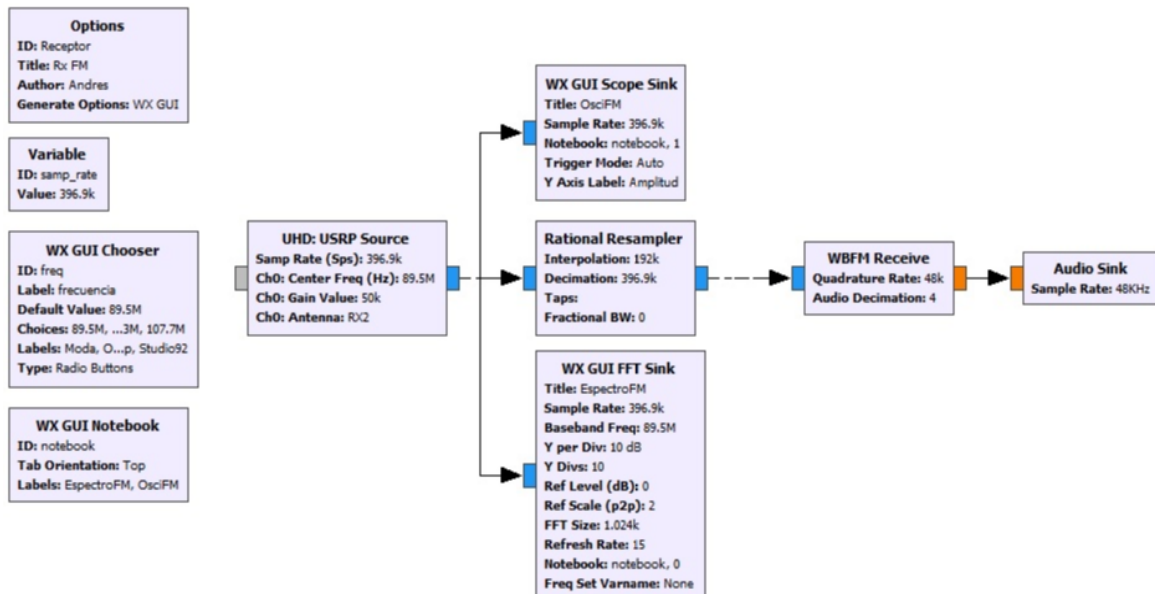 Options
ID: Receptor
Title: Rx FM
Author: Andres
Generate Options: WX GUI
Variable
ID: samp_rate
Value: 396.9k
WX GUI Chooser
ID: freq
Label: frecuencia
Default Value: 89.5M
Choices: 89.5M, ...3M, 107.7M
Labels: Moda, O...p, Studio92
Type: Radio Buttons
WX GUI Notebook
ID: notebook
Tab Orientation: Top
Labels: EspectroFM, OsciFM
UHD: USRP Source
Samp Rate (Sps): 396.9k
Ch0: Center Freq (Hz): 89.5M
Ch0: Gain Value: 50k
Ch0: Antenna: RX2
WX GUI Scope Sink
Title: OsciFM
Sample Rate: 396.9k
Notebook: notebook, 1
Trigger Mode: Auto
Y Axis Label: Amplitud
Rational Resampler
Interpolation: 192k
Decimation: 396.9k
Taps:
Fractional BW: 0
WX GUI FFT Sink
Title: EspectroFM
Sample Rate: 396.9k
Baseband Freq: 89.5M
Y per Div: 10 dB
Y Divs: 10
Ref Level (dB): 0
Ref Scale (p2p): 2
FFT Size: 1.024k
Refresh Rate: 15
Notebook: notebook, 0
Freq Set Varname: None
WBFM Receive
Quadrature Rate: 48k
Audio Decimation: 4
Audio Sink
Sample Rate: 48KHz